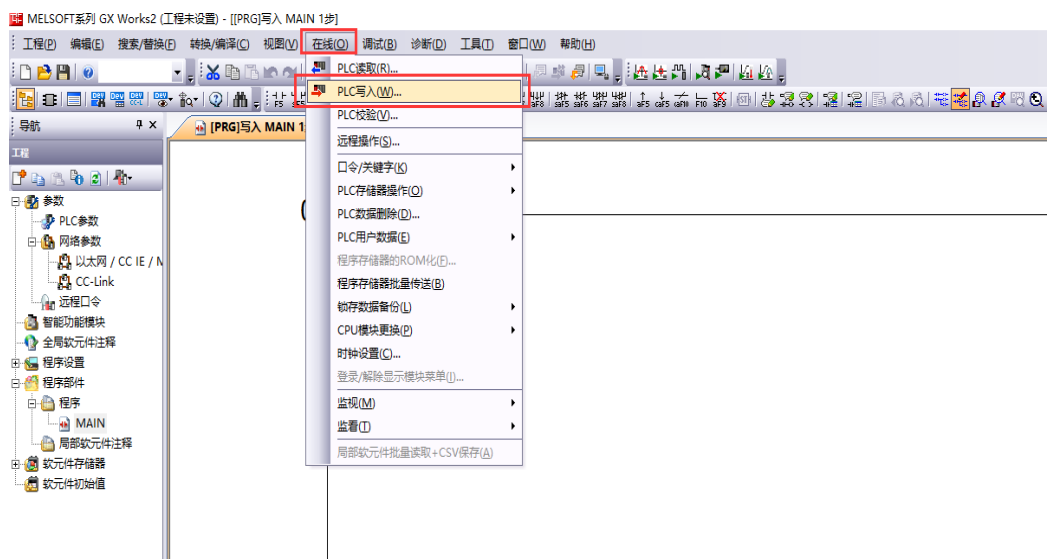 MELSOFT系列 GX Works2 (工程未设置) - [[PRG]写入 MAIN 1步]
工程(P) 编辑(E) 搜索/替换(F) 转换/编译(C) 视图(V) 在线(O) 调试(B) 诊断(D) 工具(T) 窗口(W) 帮助(H)
导航
[PRG]写入 MAIN 1
工程
参数
PLC参数
网络参数
以太网 / CC IE / M
CC-Link
远程口令
智能功能模块
全局软元件注释
程序设置
程序部件
程序
MAIN
局部软元件注释
软元件存储器
软元件初始值
PLC读取(R)...
PLC写入(W)...
PLC校验(V)...
远程操作(S)...
口令/关键字(K)
PLC存储器操作(O)
PLC数据删除(D)...
PLC用户数据(E)
程序存储器的ROM化(F)...
程序存储器批量传送(B)
锁存数据备份(L)
CPU模块更换(P)
时钟设置(C)...
登录/解除显示模块菜单(I)...
监视(M)
监看(T)
局部软元件批量读取+CSV保存(A)